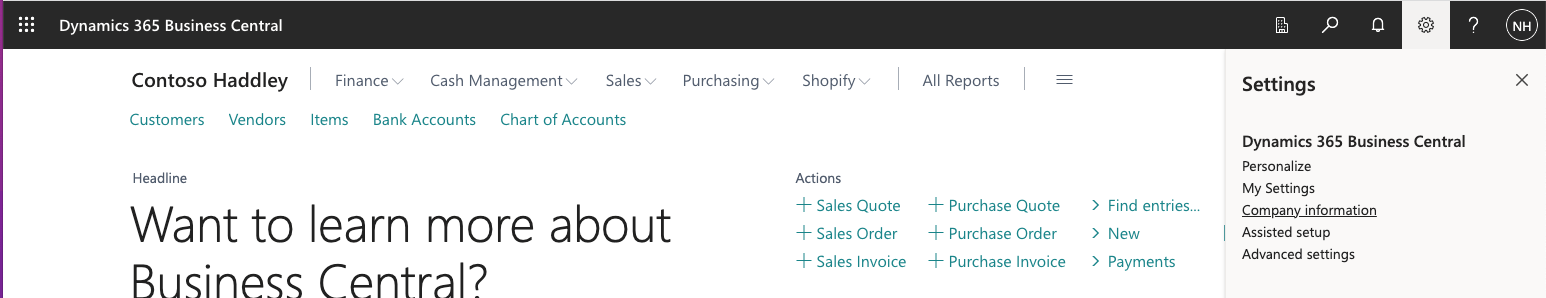 Dynamics 365 Business Central
? NH
Contoso Haddley Finance Cash Management Sales Purchasing Shopify All Reports
Customers Vendors Items Bank Accounts Chart of Accounts
Headline
Want to learn more about
Business Central?
Actions
+ Sales Quote + Purchase Quote > Find entries...
+ Sales Order + Purchase Order > New
+ Sales Invoice + Purchase Invoice > Payments
Settings
Dynamics 365 Business Central
Personalize
My Settings
Company information
Assisted setup
Advanced settings